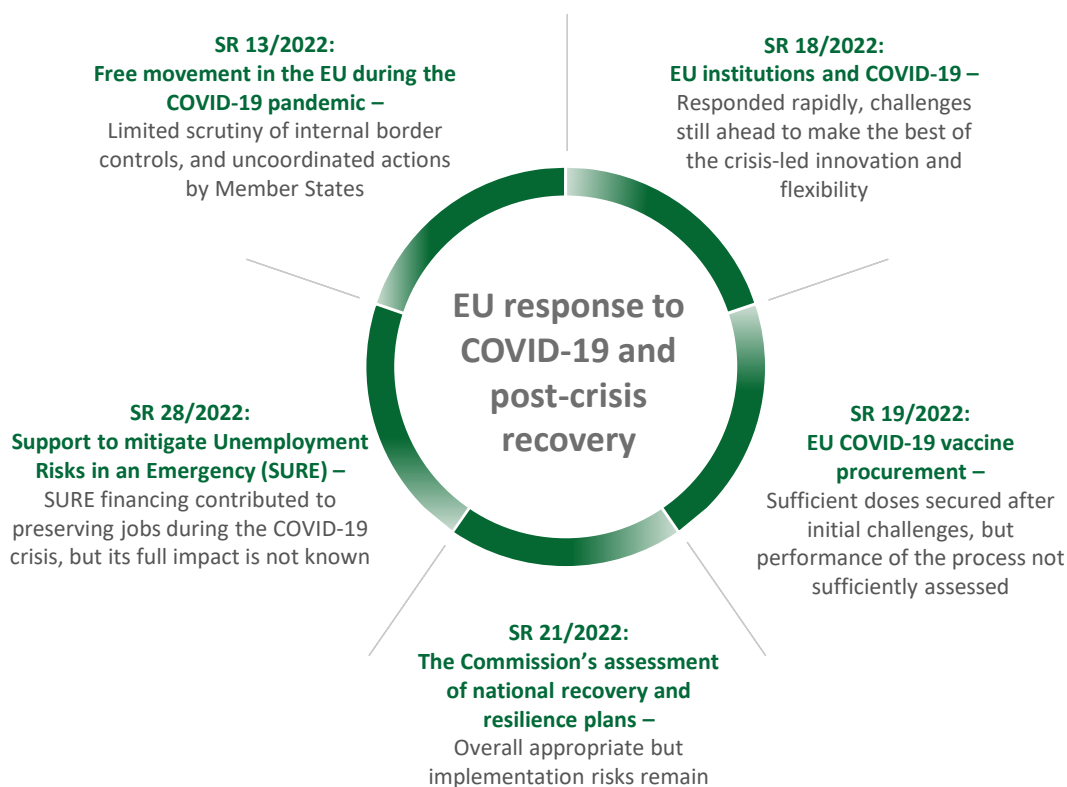 SR 13/2022:
Free movement in the EU during the
COVID-19 pandemic –
Limited scrutiny of internal border
controls, and uncoordinated actions
by Member States
SR 18/2022:
EU institutions and COVID-19 –
Responded rapidly, challenges
still ahead to make the best of
the crisis-led innovation and
flexibility
EU response to
COVID-19 and
post-crisis
recovery
SR 28/2022:
Support to mitigate Unemployment
Risks in an Emergency (SURE) –
SURE financing contributed to
preserving jobs during the COVID-19
crisis, but its full impact is not known
SR 19/2022:
EU COVID-19 vaccine
procurement –
Sufficient doses secured after
initial challenges, but
performance of the process not
sufficiently assessed
SR 21/2022:
The Commission’s assessment
of national recovery and
resilience plans –
Overall appropriate but
implementation risks remain